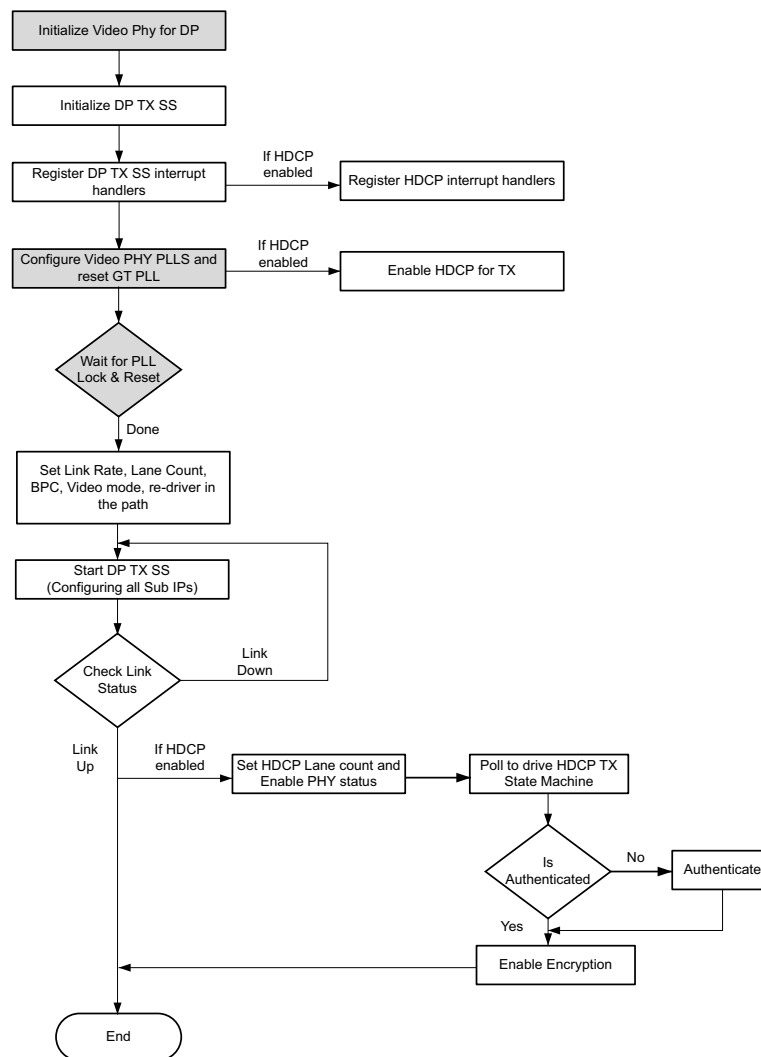 Initialize Video Phy for DP
Initialize DP TX SS
Register DP TX SS interrupt
handlers
If HDCP
enabled
Register HDCP interrupt handlers
Configure Video PHY PLLS and
reset GT PLL
If HDCP
enabled
Enable HDCP for TX
Wait for PLL
Lock & Reset
Done
Set Link Rate, Lane Count,
BPC, Video mode, re-driver in
the path
Start DP TX SS
(Configuring all Sub IPs)
Check Link
Status
Link
Down
Link
Up
If HDCP
enabled
Set HDCP Lane count and
Enable PHY status
Poll to drive HDCP TX
State Machine
Is
Authenticated
No
Authenticate
Yes
Enable Encryption
End